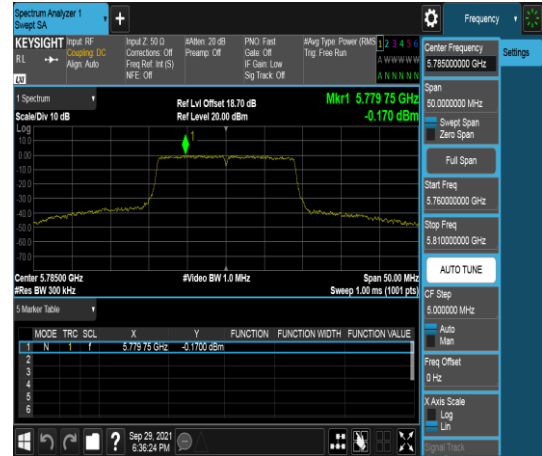 Spectrum Analyzer 1
Swept SA
+
Frequency
KEYSIGHT
RL
LXI
Input: RF
Coupling: DC
Align: Auto
Input Z: 50 Ω
Corrections: Off
Freq Ref: Int (S)
NFE: Off
#Atten: 20 dB
Preamp: Off
PNO: Fast
Gate: Off
IF Gain: Low
Sig Track: Off
#Avg Type: Power (RMS
Trig: Free Run
1 2 3 4 5 6
A W W W W W
A N N N N N
1 Spectrum
Scale/Div 10 dB
Ref Lvl Offset 18.70 dB
Ref Level 20.00 dBm
Mkr1 5.779 75 GHz
-0.170 dBm
Log
10.0
0.00
-10.0
-20.0
-30.0
-40.0
-50.0
-60.0
-70.0
1
Center 5.78500 GHz
#Res BW 300 kHz
#Video BW 1.0 MHz
Span 50.00 MHz
Sweep 1.00 ms (1001 pts)
5 Marker Table
MODE TRC SCL X Y FUNCTION FUNCTION WIDTH FUNCTION VALUE
1 N 1 f 5.779 75 GHz -0.1700 dBm
2
3
4
5
6
Sep 29, 2021
6:36:24 PM
?
Center Frequency
5.785000000 GHz
Span
50.0000000 MHz
Swept Span
Zero Span
Full Span
Start Freq
5.760000000 GHz
Stop Freq
5.810000000 GHz
AUTO TUNE
CF Step
5.000000 MHz
Auto
Man
Freq Offset
0 Hz
X Axis Scale
Log
Lin
Signal Track
Settings